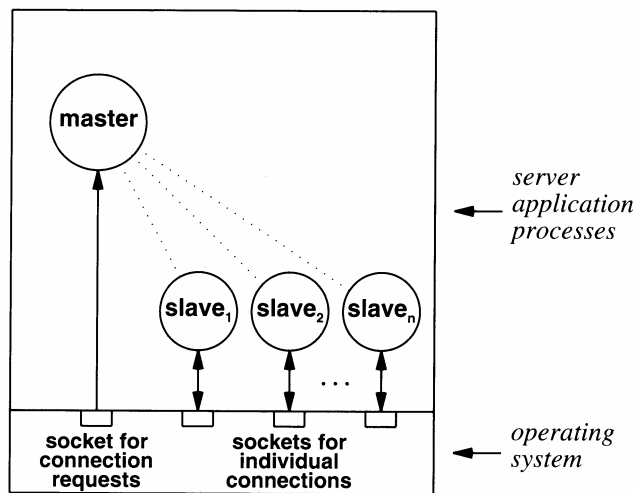 master
server
application
processes
slave1
slave2
slaven
...
socket for
connection
requests
sockets for
individual
connections
operating
system